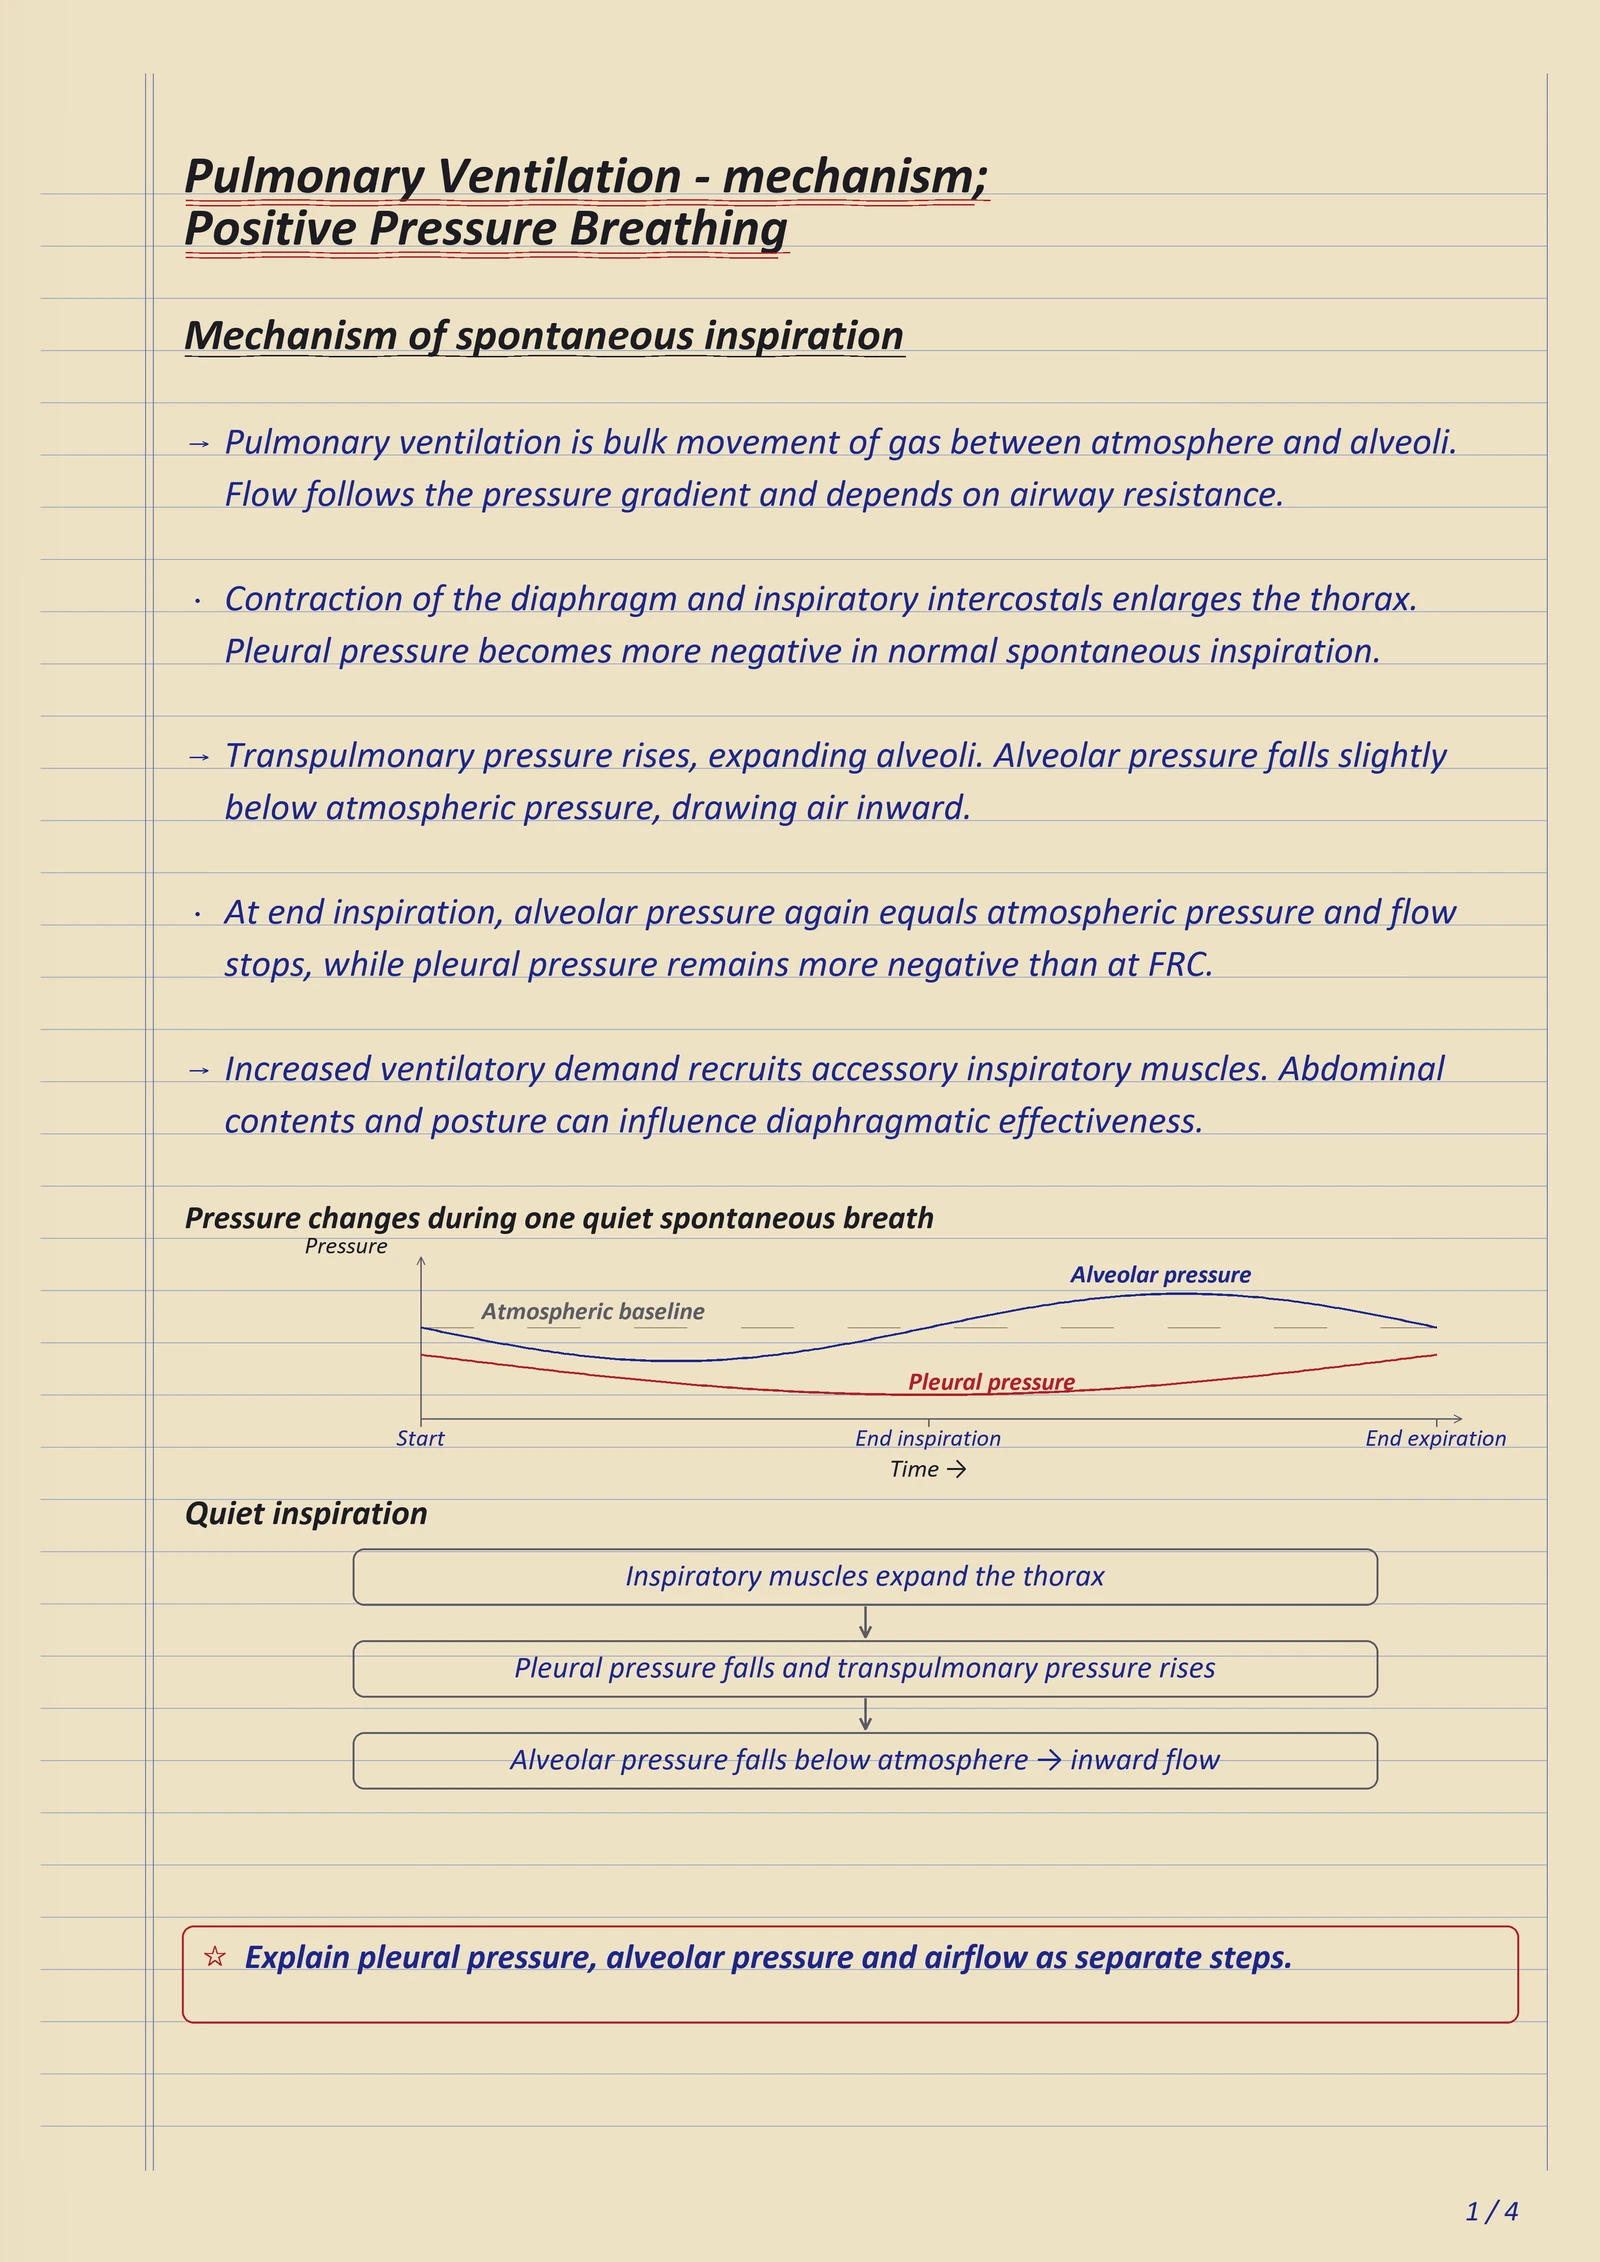 Pulmonary Ventilation - mechanism;
Positive Pressure Breathing
Mechanism of spontaneous inspiration
→ Pulmonary ventilation is bulk movement of gas between atmosphere and alveoli.
Flow follows the pressure gradient and depends on airway resistance.
· Contraction of the diaphragm and inspiratory intercostals enlarges the thorax.
Pleural pressure becomes more negative in normal spontaneous inspiration.
→ Transpulmonary pressure rises, expanding alveoli. Alveolar pressure falls slightly
below atmospheric pressure, drawing air inward.
· At end inspiration, alveolar pressure again equals atmospheric pressure and flow
stops, while pleural pressure remains more negative than at FRC.
→ Increased ventilatory demand recruits accessory inspiratory muscles. Abdominal
contents and posture can influence diaphragmatic effectiveness.
Pressure changes during one quiet spontaneous breath
Pressure
Alveolar pressure
Atmospheric baseline
Pleural pressure
Start
End inspiration
End expiration
Time →
Quiet inspiration
Inspiratory muscles expand the thorax
Pleural pressure falls and transpulmonary pressure rises
Alveolar pressure falls below atmosphere → inward flow
☆ Explain pleural pressure, alveolar pressure and airflow as separate steps.
1 / 4